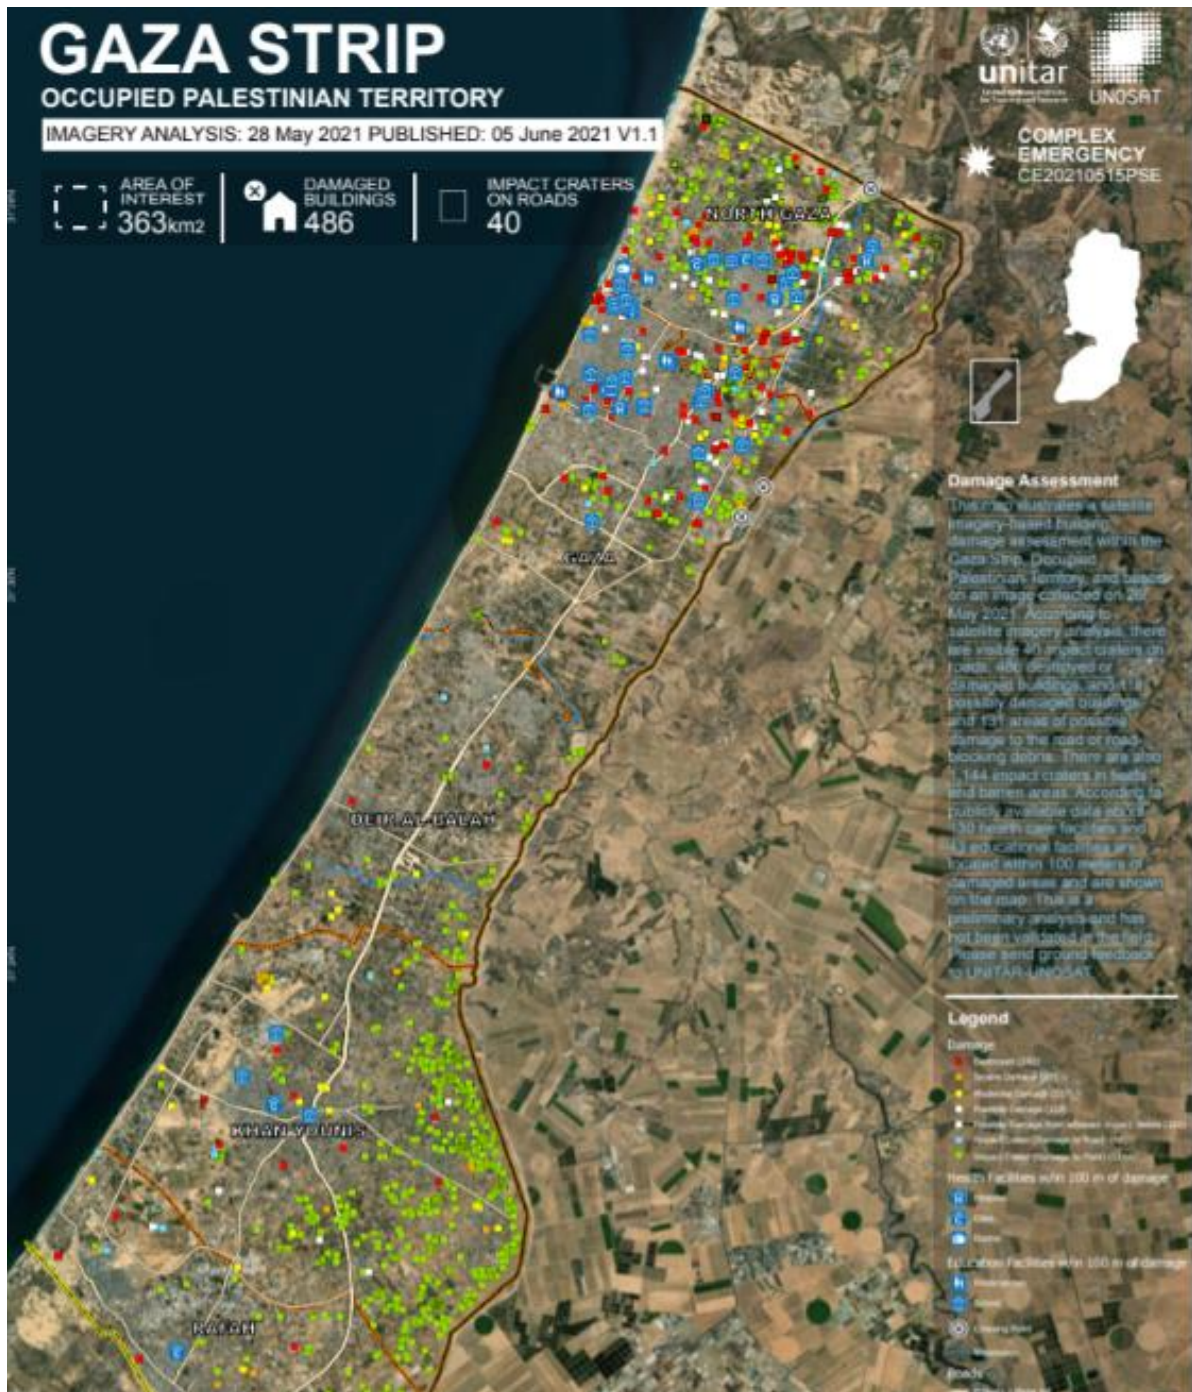 GAZA STRIP
OCCUPIED PALESTINIAN TERRITORY
IMAGERY ANALYSIS: 28 May 2021 PUBLISHED: 05 June 2021 V1.1
AREA OF
INTEREST
363km2
DAMAGED
BUILDINGS
486
IMPACT CRATERS
ON ROADS
40
unitar
UNOSAT
COMPLEX
EMERGENCY
CE20210515PSE
NORTH GAZA
GAZA
DEIR AL-BALAH
KHAN YOUNIS
RAFAH
Damage Assessment
This map illustrates a satellite
imagery-based building
damage assessment within the
Gaza Strip, Occupied
Palestinian Territory, and based
on an image collected on 28
May 2021. According to
satellite imagery analysis, there
are visible 40 impact craters on
roads, 486 destroyed or
damaged buildings, and
possibly damaged buildings
and 131 areas of possible
damage to the road or road
blocking debris. There are also
1,144 impact craters in fields
and barren areas. According to
publicly available data about
health care facilities and
educational facilities are
located within 100 meters of
damaged areas and are shown
on the map. This is a
preliminary analysis and has
not been validated in the field.
Please send ground feedback
to UNITAR-UNOSAT
Legend
Damage
Health Facilities w/in 100 m of damage
Education Facilities w/in 100 m of damage
Crossing Point
Roads